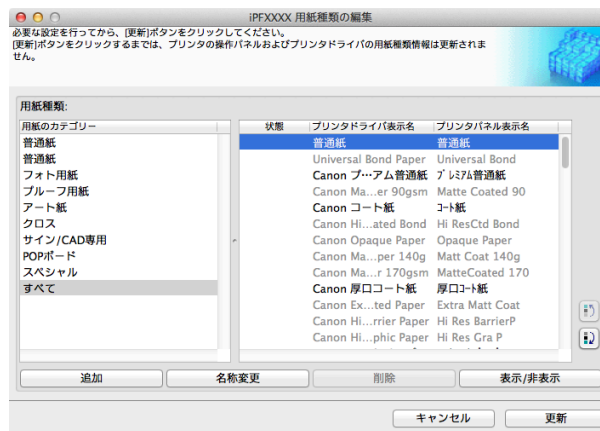 iPFXXXX 用紙種類の編集
必要な設定を行ってから、[更新]ボタンをクリックしてください。
[更新]ボタンをクリックするまでは、プリンタの操作パネルおよびプリンタドライバの用紙種類情報は更新されま
せん。
用紙種類:
用紙のカテゴリー
普通紙
普通紙
フォト用紙
プルーフ用紙
アート紙
クロス
サイン/CAD専用
POPボード
スペシャル
すべて
状態 プリンタドライバ表示名 プリンタパネル表示名
普通紙 普通紙
Universal Bond Paper Universal Bond
Canon プ…アム普通紙 プレミアム普通紙
Canon Ma...er 90gsm Matte Coated 90
Canon コート紙 コート紙
Canon Hi...ated Bond Hi ResCtd Bond
Canon Opaque Paper Opaque Paper
Canon Ma...per 140g Matt Coat 140g
Canon Ma...r 170gsm MatteCoated 170
Canon 厚口コート紙 厚口コート紙
Canon Ex...ted Paper Extra Matt Coat
Canon Hi...rrier Paper Hi Res BarrierP
Canon Hi...phic Paper Hi Res Gra P
追加 名称変更 削除 表示/非表示
キャンセル 更新